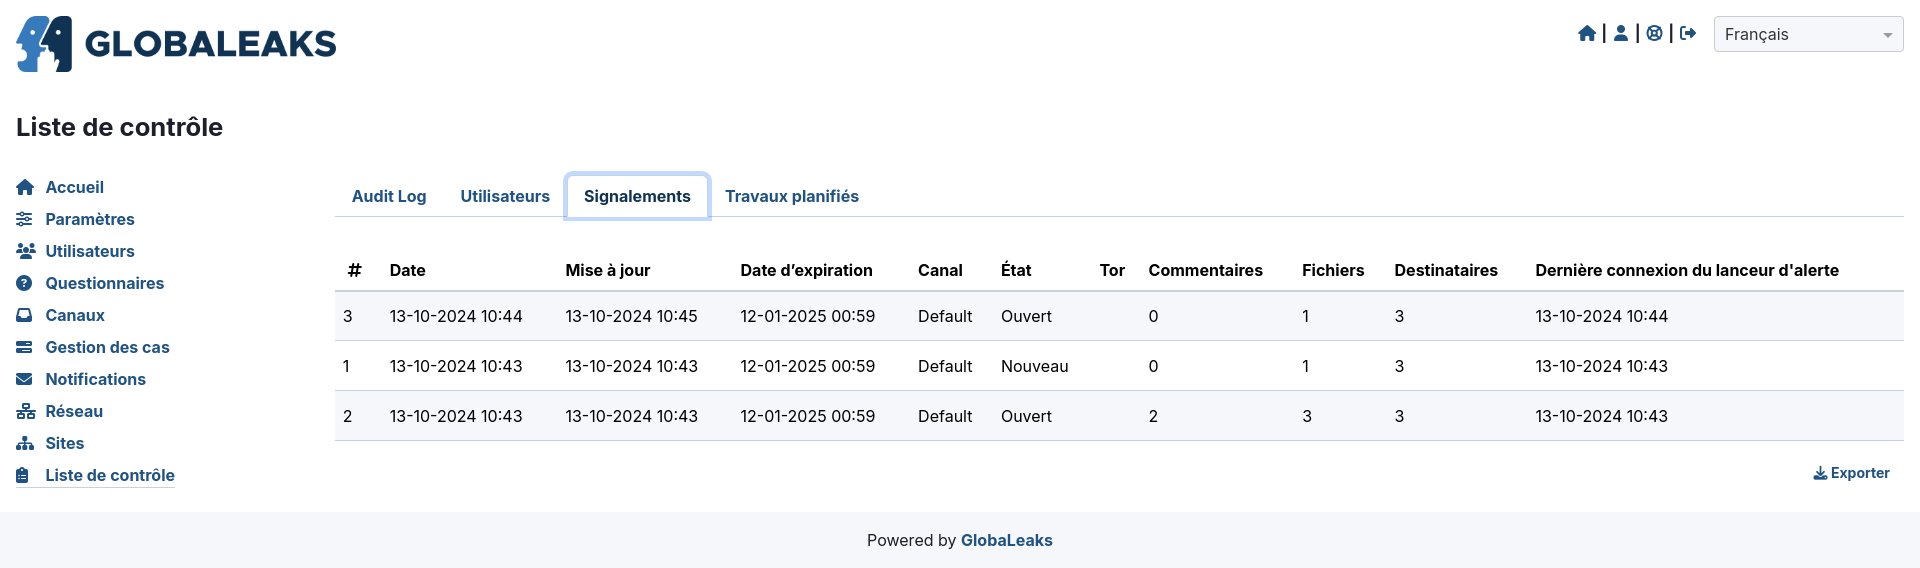 GLOBALEAKS
| | |
Français
Liste de contrôle
Accueil
Paramètres
Utilisateurs
Questionnaires
Canaux
Gestion des cas
Notifications
Réseau
Sites
Liste de contrôle
Audit Log Utilisateurs Signalements Travaux planifiés
# Date Mise à jour Date d’expiration Canal État Tor Commentaires Fichiers Destinataires Dernière connexion du lanceur d'alerte
3 13-10-2024 10:44 13-10-2024 10:45 12-01-2025 00:59 Default Ouvert 0 1 3 13-10-2024 10:44
1 13-10-2024 10:43 13-10-2024 10:43 12-01-2025 00:59 Default Nouveau 0 1 3 13-10-2024 10:43
2 13-10-2024 10:43 13-10-2024 10:43 12-01-2025 00:59 Default Ouvert 2 3 3 13-10-2024 10:43
Exporter
Powered by GlobaLeaks